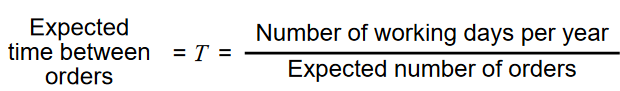 Expected
time between
orders
= T =
Number of working days per year
Expected number of orders